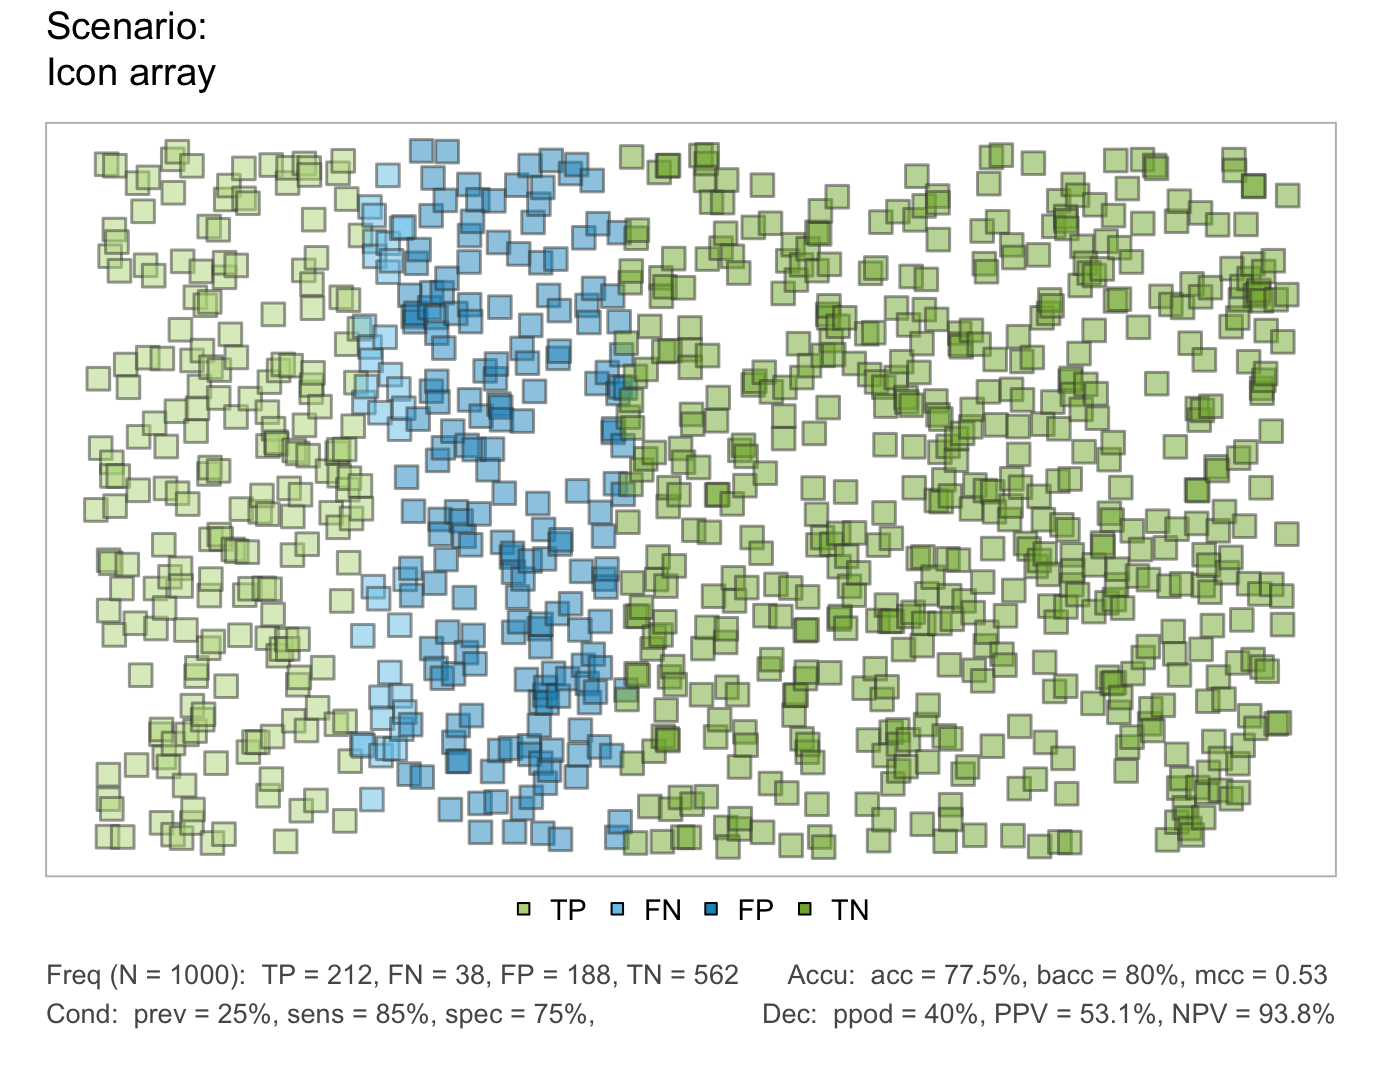 Scenario:
Icon array
TP FN FP TN
Freq (N = 1000): TP = 212, FN = 38, FP = 188, TN = 562 Accu: acc = 77.5%, bacc = 80%, mcc = 0.53
Cond: prev = 25%, sens = 85%, spec = 75%, Dec: ppod = 40%, PPV = 53.1%, NPV = 93.8%